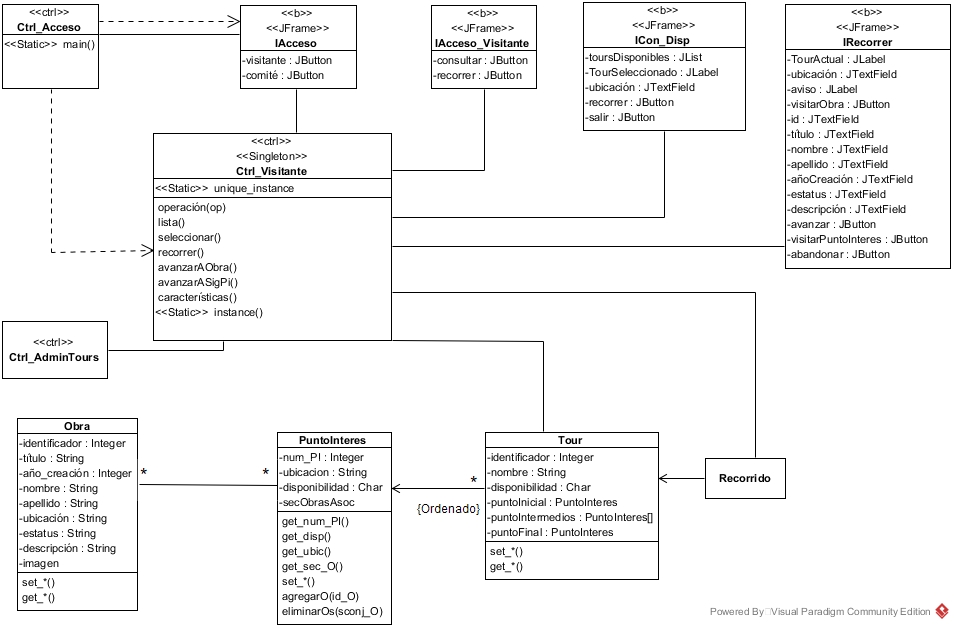 <<ctrl>>
Ctrl_Acceso
<<Static>> main()
<<b>>
<<JFrame>>
IAcceso
-visitante : JButton
-comité : JButton
<<b>>
<<JFrame>>
IAcceso_Visitante
-consultar : JButton
-recorrer : JButton
<<b>>
<<JFrame>>
ICon_Disp
-toursDisponibles : JList
-TourSeleccionado : JLabel
-ubicación : JTextField
-recorrer : JButton
-salir : JButton
<<b>>
<<JFrame>>
IRecorrer
-TourActual : JLabel
-ubicación : JTextField
-aviso : JLabel
-visitarObra : JButton
-id : JTextField
-título : JTextField
-nombre : JTextField
-apellido : JTextField
-añoCreación : JTextField
-estatus : JTextField
-descripción : JTextField
-avanzar : JButton
-visitarPuntoInteres : JButton
-abandonar : JButton
<<ctrl>>
<<Singleton>>
Ctrl_Visitante
<<Static>> unique_instance
operación(op)
lista()
seleccionar()
recorrer()
avanzarAObra()
avanzarASigPi()
características()
<<Static>> instance()
<<ctrl>>
Ctrl_AdminTours
Obra
-identificador : Integer
-título : String
-año_creación : Integer
-nombre : String
-apellido : String
-ubicación : String
-estatus : String
-descripción : String
-imagen
set_*()
get_*()
*
*
PuntoInteres
-num_PI : Integer
-ubicacion : String
-disponibilidad : Char
-secObrasAsoc
get_num_PI()
get_disp()
get_ubic()
get_sec_O()
set_*()
agregarO(id_O)
eliminarOs(sconj_O)
*
{Ordenado}
Tour
-identificador : Integer
-nombre : String
-disponibilidad : Char
-puntoInicial : PuntoInteres
-puntoIntermedios : PuntoInteres[]
-puntoFinal : PuntoInteres
set_*()
get_*()
Recorrido
Powered By Visual Paradigm Community Edition